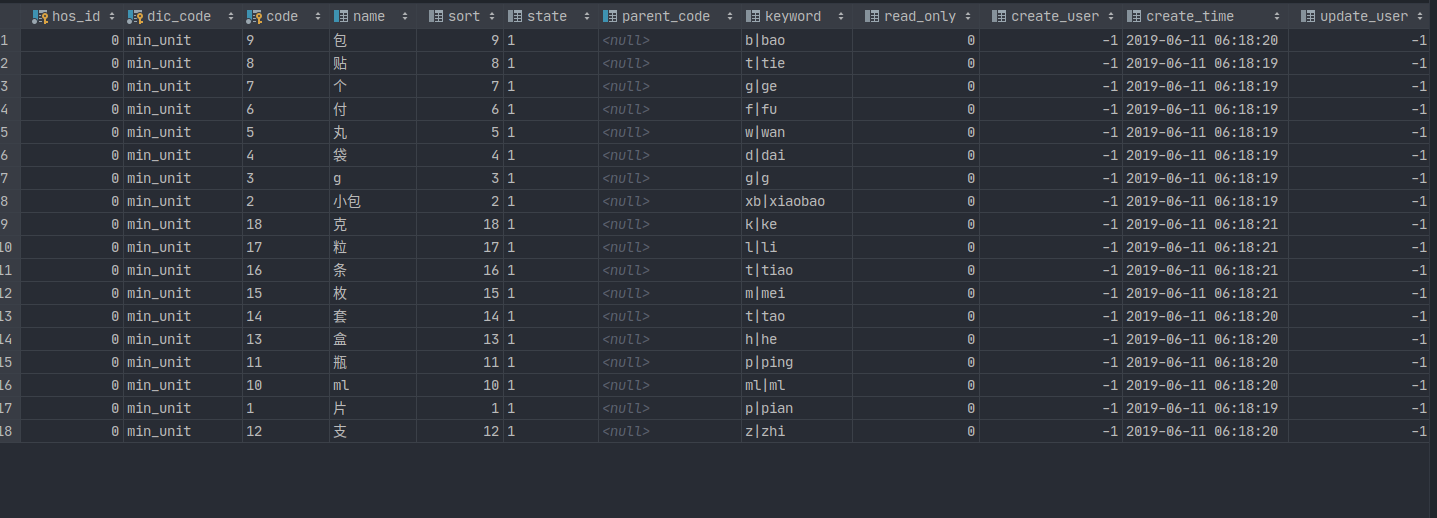 hos_id dic_code code name sort state parent_code keyword read_only create_user create_time update_user
1 0 min_unit 9 包 9 1 <null> b|bao 0 -1 2019-06-11 06:18:20 -1
2 0 min_unit 8 贴 8 1 <null> t|tie 0 -1 2019-06-11 06:18:19 -1
3 0 min_unit 7 个 7 1 <null> g|ge 0 -1 2019-06-11 06:18:19 -1
4 0 min_unit 6 付 6 1 <null> f|fu 0 -1 2019-06-11 06:18:19 -1
5 0 min_unit 5 丸 5 1 <null> w|wan 0 -1 2019-06-11 06:18:19 -1
6 0 min_unit 4 袋 4 1 <null> d|dai 0 -1 2019-06-11 06:18:19 -1
7 0 min_unit 3 g 3 1 <null> g|g 0 -1 2019-06-11 06:18:19 -1
8 0 min_unit 2 小包 2 1 <null> xb|xiaobao 0 -1 2019-06-11 06:18:19 -1
9 0 min_unit 18 克 18 1 <null> k|ke 0 -1 2019-06-11 06:18:21 -1
10 0 min_unit 17 粒 17 1 <null> l|li 0 -1 2019-06-11 06:18:21 -1
11 0 min_unit 16 条 16 1 <null> t|tiao 0 -1 2019-06-11 06:18:21 -1
12 0 min_unit 15 枚 15 1 <null> m|mei 0 -1 2019-06-11 06:18:21 -1
13 0 min_unit 14 套 14 1 <null> t|tao 0 -1 2019-06-11 06:18:20 -1
14 0 min_unit 13 盒 13 1 <null> h|he 0 -1 2019-06-11 06:18:20 -1
15 0 min_unit 11 瓶 11 1 <null> p|ping 0 -1 2019-06-11 06:18:20 -1
16 0 min_unit 10 ml 10 1 <null> ml|ml 0 -1 2019-06-11 06:18:20 -1
17 0 min_unit 1 片 1 1 <null> p|pian 0 -1 2019-06-11 06:18:19 -1
18 0 min_unit 12 支 12 1 <null> z|zhi 0 -1 2019-06-11 06:18:20 -1